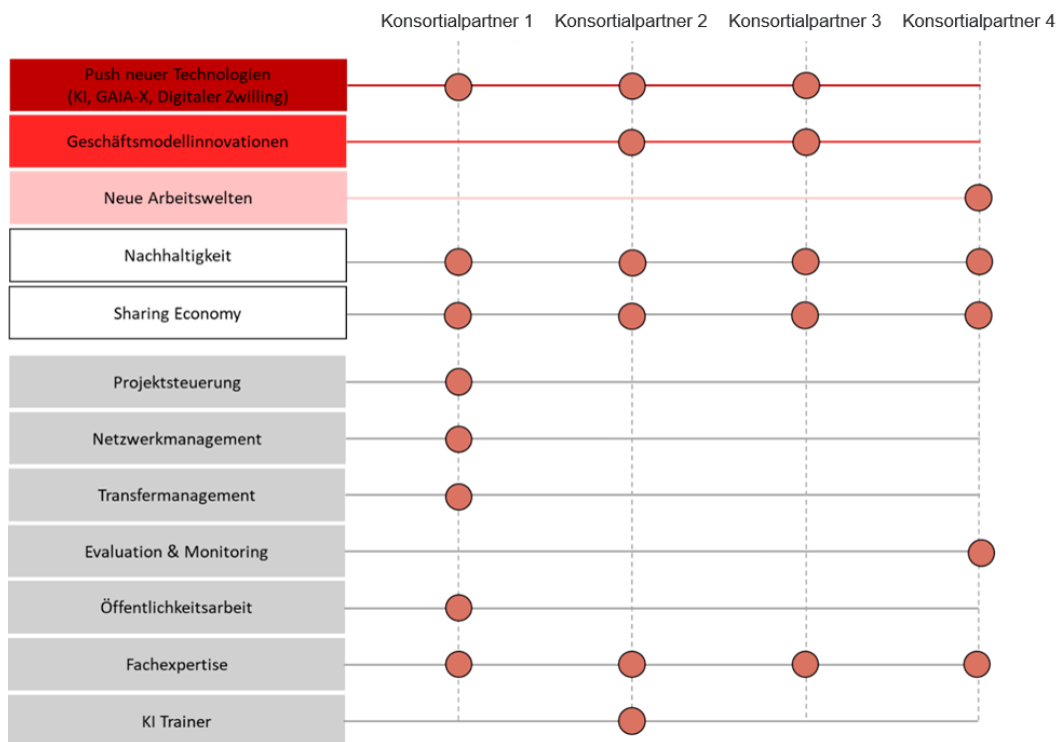 Konsortialpartner 1 Konsortialpartner 2 Konsortialpartner 3 Konsortialpartner 4
Push neuer Technologien
(KI, GAIA-X, Digitaler Zwilling)
Geschäftsmodellinnovationen
Neue Arbeitswelten
Nachhaltigkeit
Sharing Economy
Projektsteuerung
Netzwerkmanagement
Transfermanagement
Evaluation & Monitoring
Öffentlichkeitsarbeit
Fachexpertise
KI Trainer